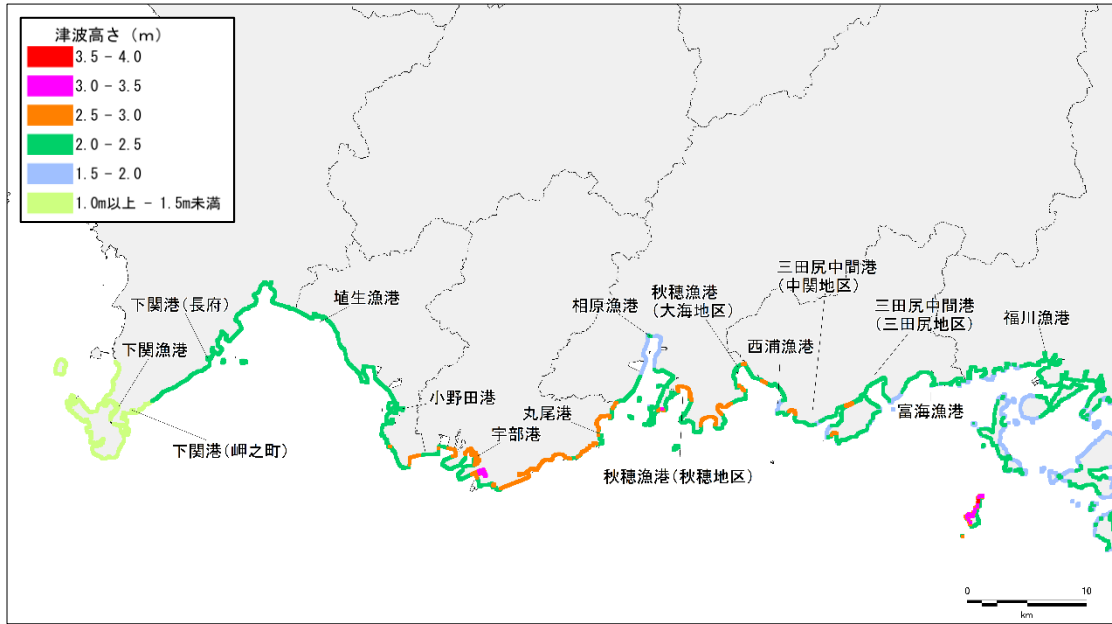 津波高さ（m）
3.5 - 4.0
3.0 - 3.5
2.5 - 3.0
2.0 - 2.5
1.5 - 2.0
1.0m以上 - 1.5m未満
下関港(長府)
下関漁港
下関港(岬之町)
埴生漁港
小野田港
宇部港
丸尾港
相原漁港
秋穂漁港
(大海地区)
秋穂漁港(秋穂地区)
西浦漁港
三田尻中間港
(中関地区)
三田尻中間港
(三田尻地区)
富海漁港
福川漁港
0 10
km